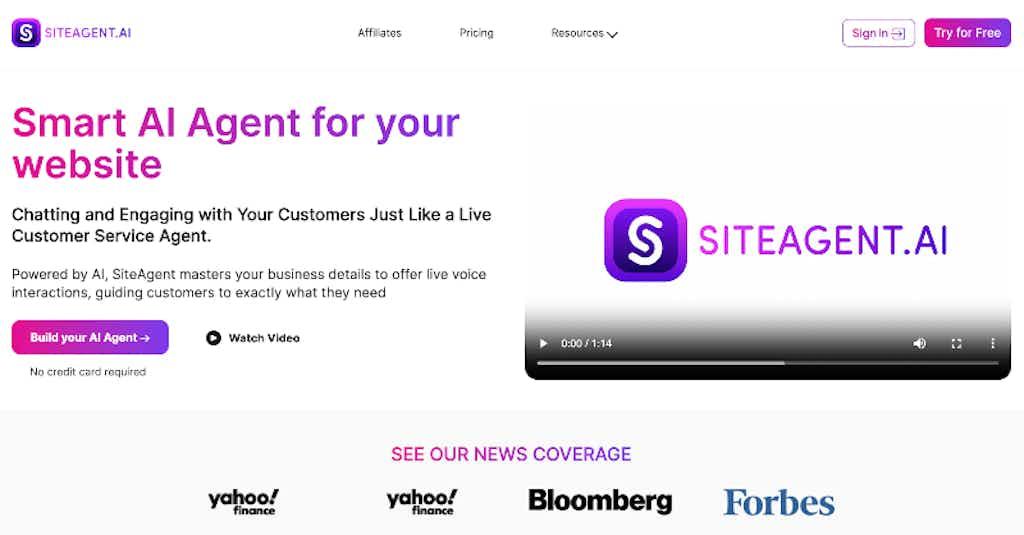 SITEAGENT.AI
Affiliates
Pricing
Resources
Sign In
Try for Free
Smart AI Agent for your
website
Chatting and Engaging with Your Customers Just Like a Live
Customer Service Agent.
Powered by AI, SiteAgent masters your business details to offer live voice
interactions, guiding customers to exactly what they need
Build your AI Agent →
Watch Video
No credit card required
S SITEAGENT.AI
0:00 / 1:14
SEE OUR NEWS COVERAGE
yahoo!
finance
yahoo!
finance
Bloomberg
Forbes